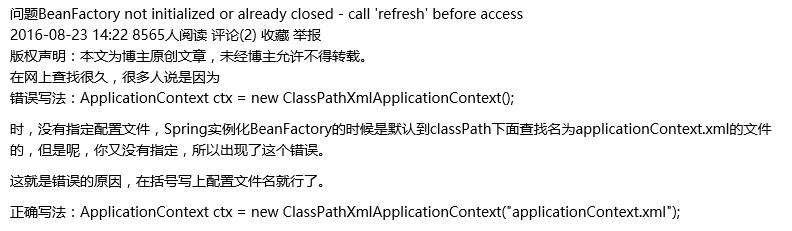 问题BeanFactory not initialized or already closed - call 'refresh' before access
2016-08-23 14:22 8565人阅读 评论(2) 收藏 举报
版权声明：本文为博主原创文章，未经博主允许不得转载。
在网上查找很久，很多人说是因为
错误写法：ApplicationContext ctx = new ClassPathXmlApplicationContext();
时，没有指定配置文件，Spring实例化BeanFactory的时候是默认到classPath下面查找名为applicationContext.xml的文件
的，但是呢，你又没有指定，所以出现了这个错误。
这就是错误的原因，在括号写上配置文件名就行了。
正确写法：ApplicationContext ctx = new ClassPathXmlApplicationContext("applicationContext.xml");